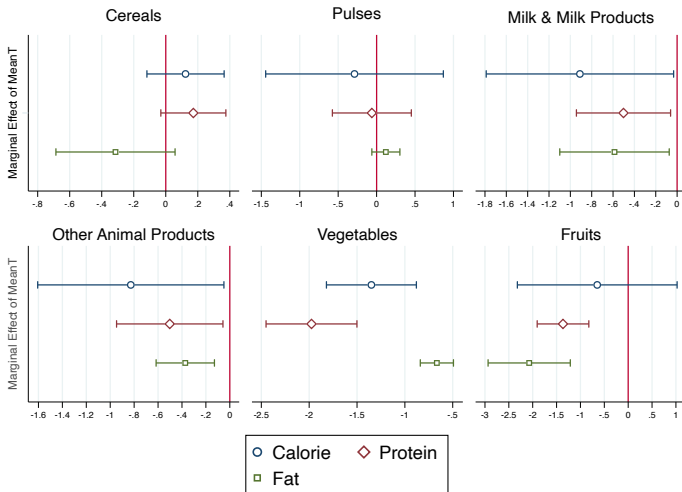 Cereals
Pulses
Milk & Milk Products
Marginal Effect of MeanT
-.8 -.6 -.4 -.2 0 .2 .4
-1.5 -1 -.5 0 .5 1
-1.8 -1.6 -1.4 -1.2 -1 -.8 -.6 -.4 -.2 0
Other Animal Products
Vegetables
Fruits
Marginal Effect of MeanT
-1.6 -1.4 -1.2 -1 -.8 -.6 -.4 -.2 0
-2.5 -2 -1.5 -1 -.5
-3 -2.5 -2 -1.5 -1 -.5 0 .5 1
Calorie
Protein
Fat